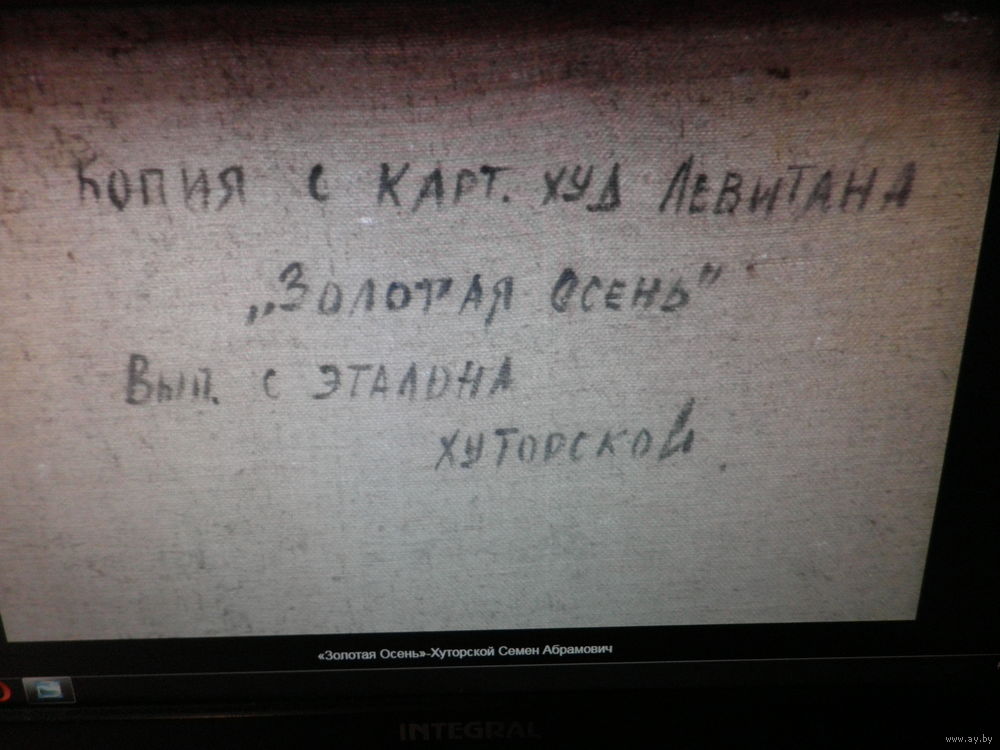 Копия с карт. худ Левитана
„Золотая осень"
Вып. с эталона
Хуторской.
«Золотая Осень»-Хуторской Семен Абрамович
INTEGRAL
www.ay.by